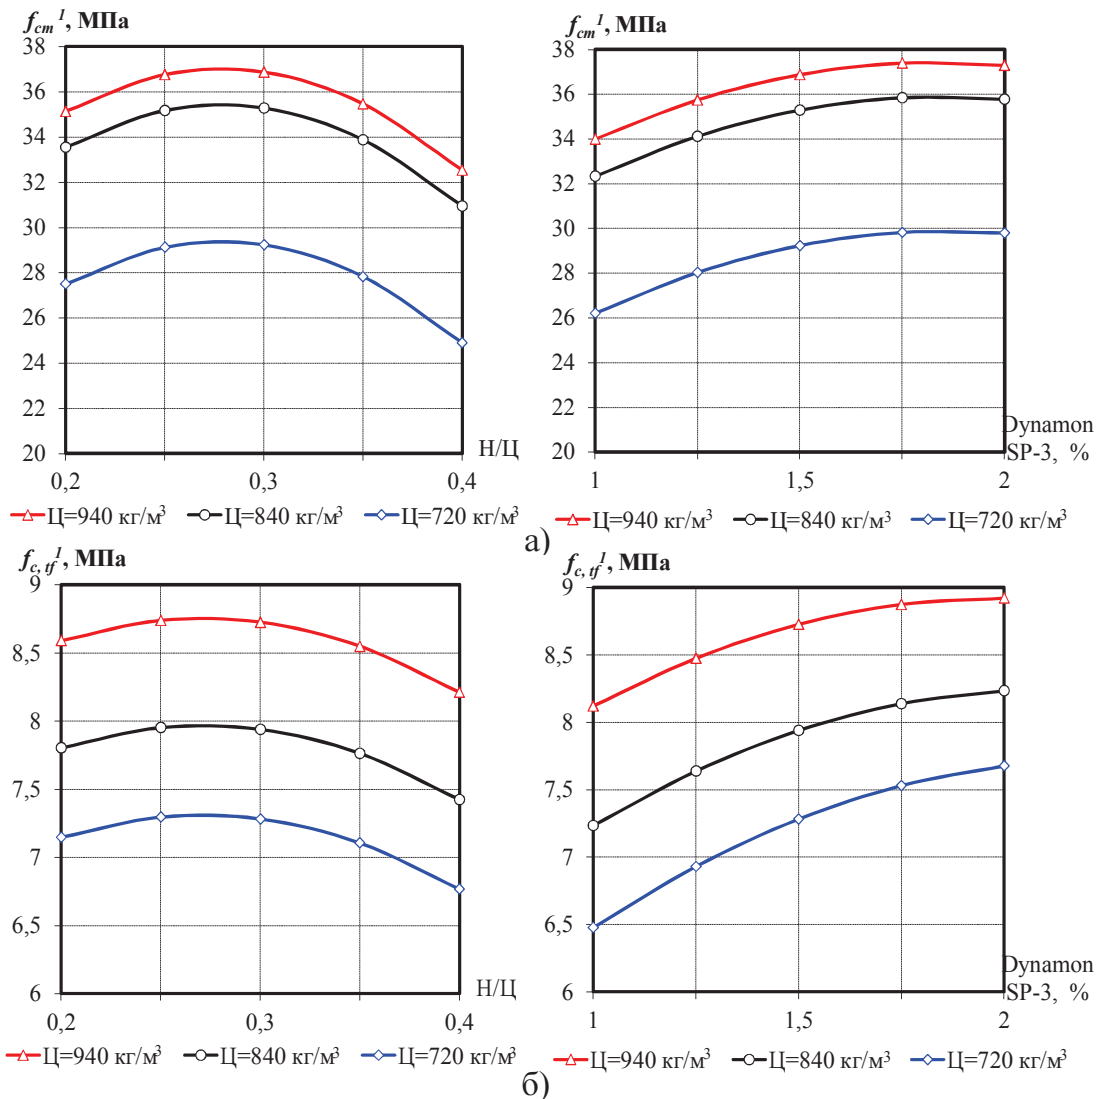 f_cm^1, МПа
38
36
34
32
30
28
26
24
22
20
Н/Ц
0,2 0,3 0,4
Ц=940 кг/м³ Ц=840 кг/м³ Ц=720 кг/м³
f_cm^1, МПа
38
36
34
32
30
28
26
24
22
20
Dynamon
SP-3, %
1 1,5 2
Ц=940 кг/м³ Ц=840 кг/м³ Ц=720 кг/м³
а)
f_c, tf^1, МПа
9
8,5
8
7,5
7
6,5
6
Н/Ц
0,2 0,3 0,4
Ц=940 кг/м³ Ц=840 кг/м³ Ц=720 кг/м³
f_c, tf^1, МПа
9
8,5
8
7,5
7
6,5
6
Dynamon
SP-3, %
1 1,5 2
Ц=940 кг/м³ Ц=840 кг/м³ Ц=720 кг/м³
б)